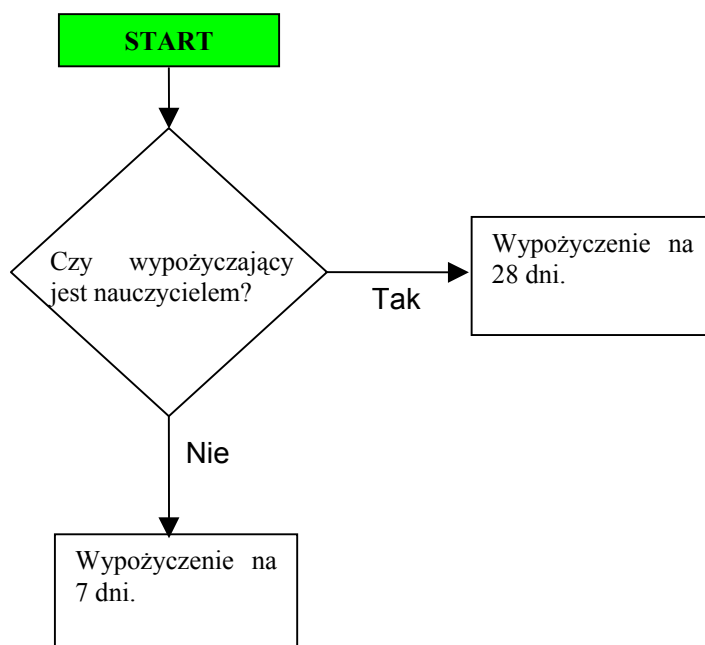 START
Czy wypożyczający
jest nauczycielem?
Tak
Wypożyczenie na
28 dni.
Nie
Wypożyczenie na
7 dni.